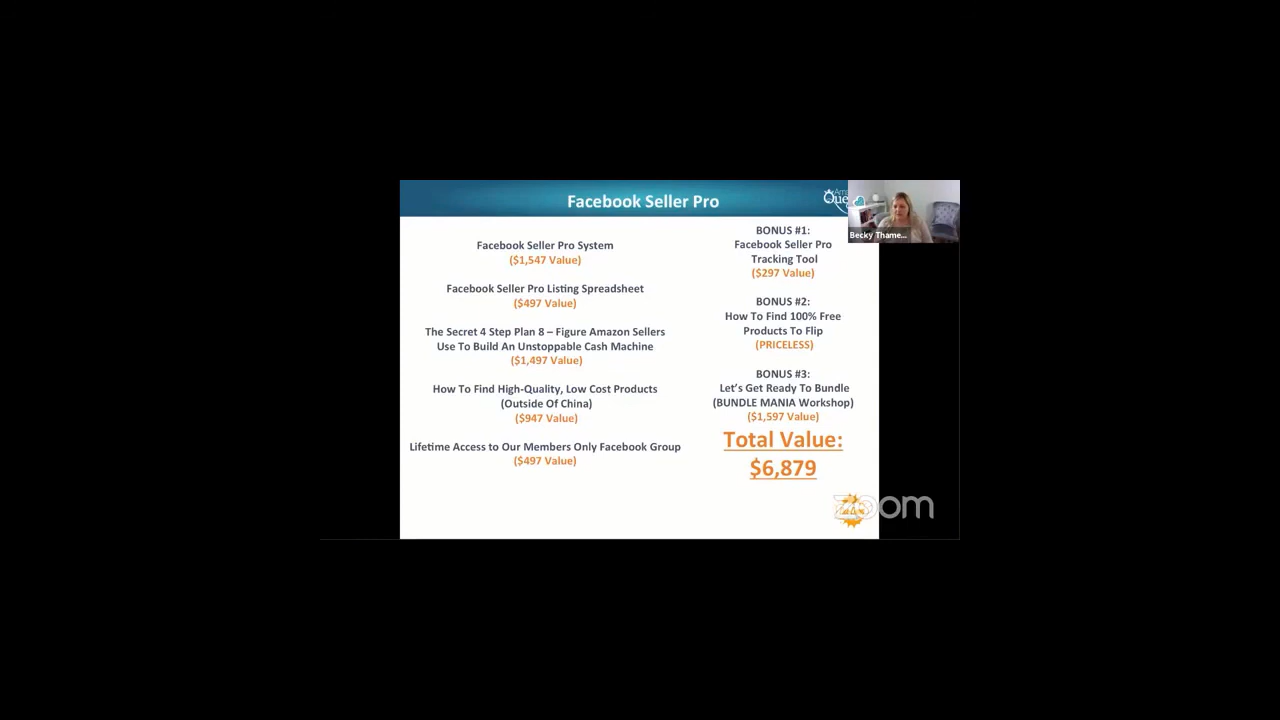 Facebook Seller Pro
Facebook Seller Pro System
($1,547 Value)
Facebook Seller Pro Listing Spreadsheet
($497 Value)
The Secret 4 Step Plan 8 – Figure Amazon Sellers
Use To Build An Unstoppable Cash Machine
($1,497 Value)
How To Find High-Quality, Low Cost Products
(Outside Of China)
($947 Value)
Lifetime Access to Our Members Only Facebook Group
($497 Value)
BONUS #1:
Facebook Seller Pro
Tracking Tool
($297 Value)
BONUS #2:
How To Find 100% Free
Products To Flip
(PRICELESS)
BONUS #3:
Let's Get Ready To Bundle
(BUNDLE MANIA Workshop)
($1,597 Value)
Total Value:
$6,879
Becky Thame...
zoom